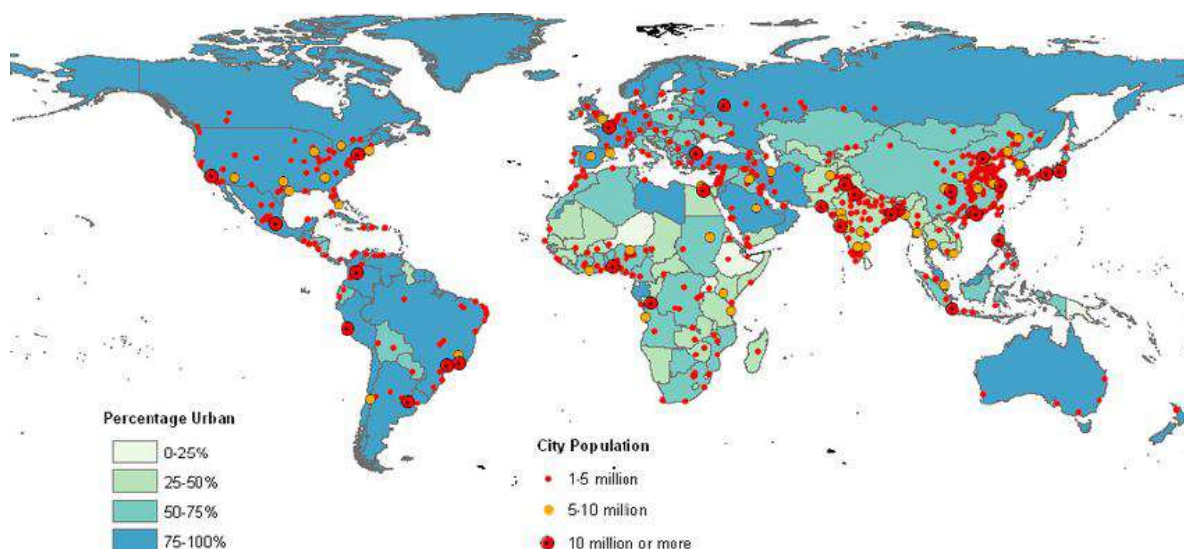 Percentage Urban
0-25%
25-50%
50-75%
75-100%
City Population
1-5 million
5-10 million
10 million or more